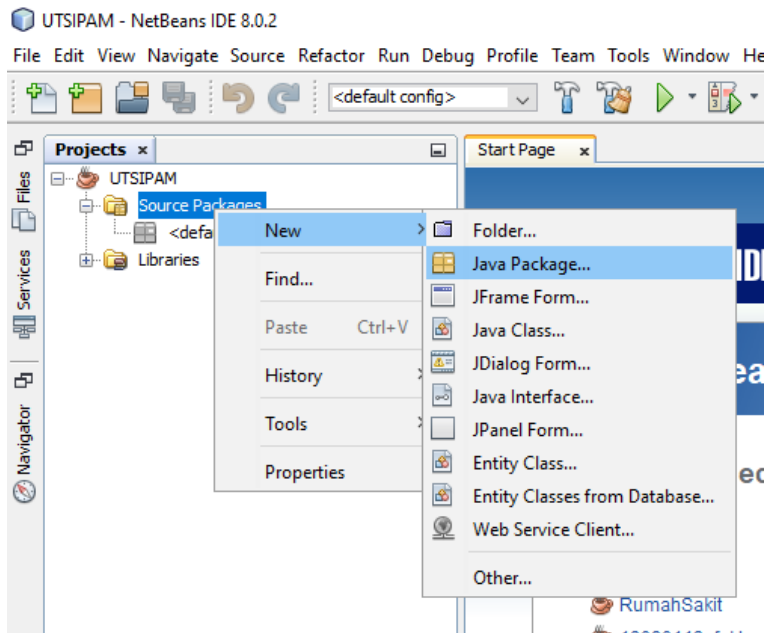 UTSIPAM - NetBeans IDE 8.0.2
File Edit View Navigate Source Refactor Run Debug Profile Team Tools Window He
<default config>
Projects x
Start Page x
Files
Services
Navigator
UTSIPAM
Source Packages
<defa
Libraries
New
Find...
Paste Ctrl+V
History
Tools
Properties
Folder...
Java Package...
JFrame Form...
Java Class...
JDialog Form...
Java Interface...
JPanel Form...
Entity Class...
Entity Classes from Database...
Web Service Client...
Other...
RumahSakit